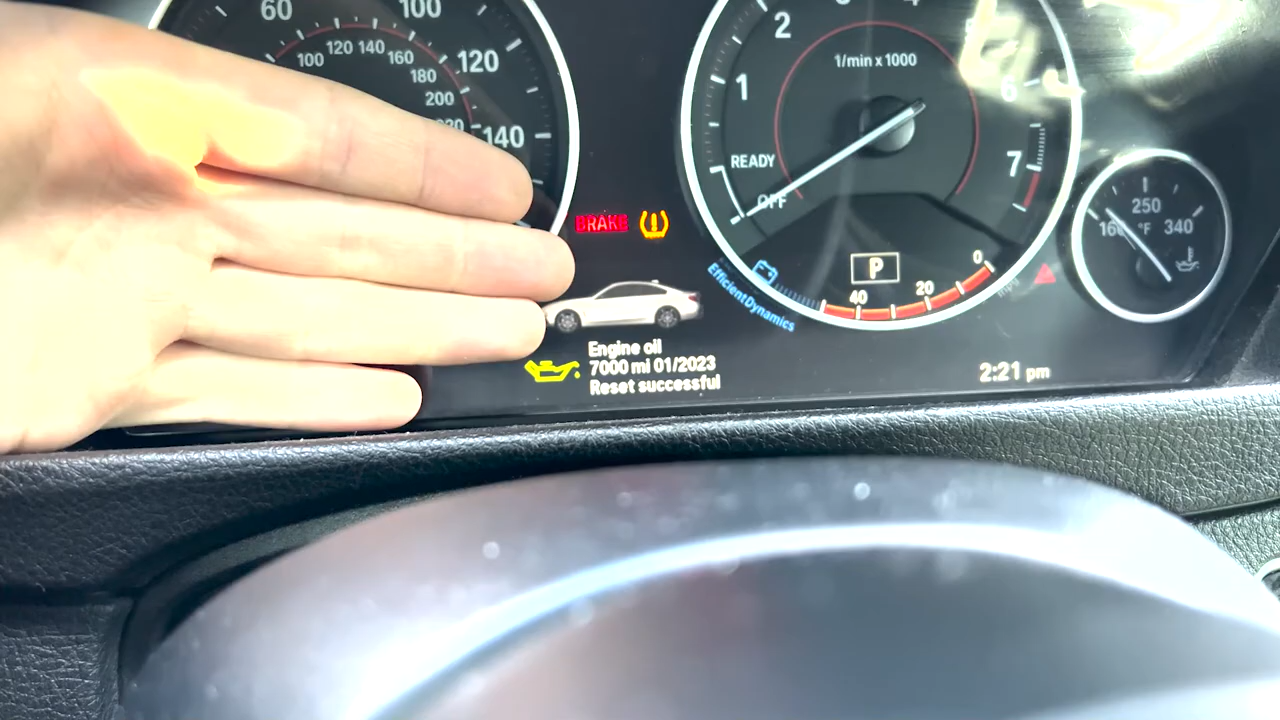 60
100
120
140
100
120
140
160
180
200
1/min x 1000
1
2
6
7
READY
OFF
BRAKE
P
40
20
0
EfficientDynamics
250
°F
340
Engine oil
7000 mi 01/2023
Reset successful
2:21 pm